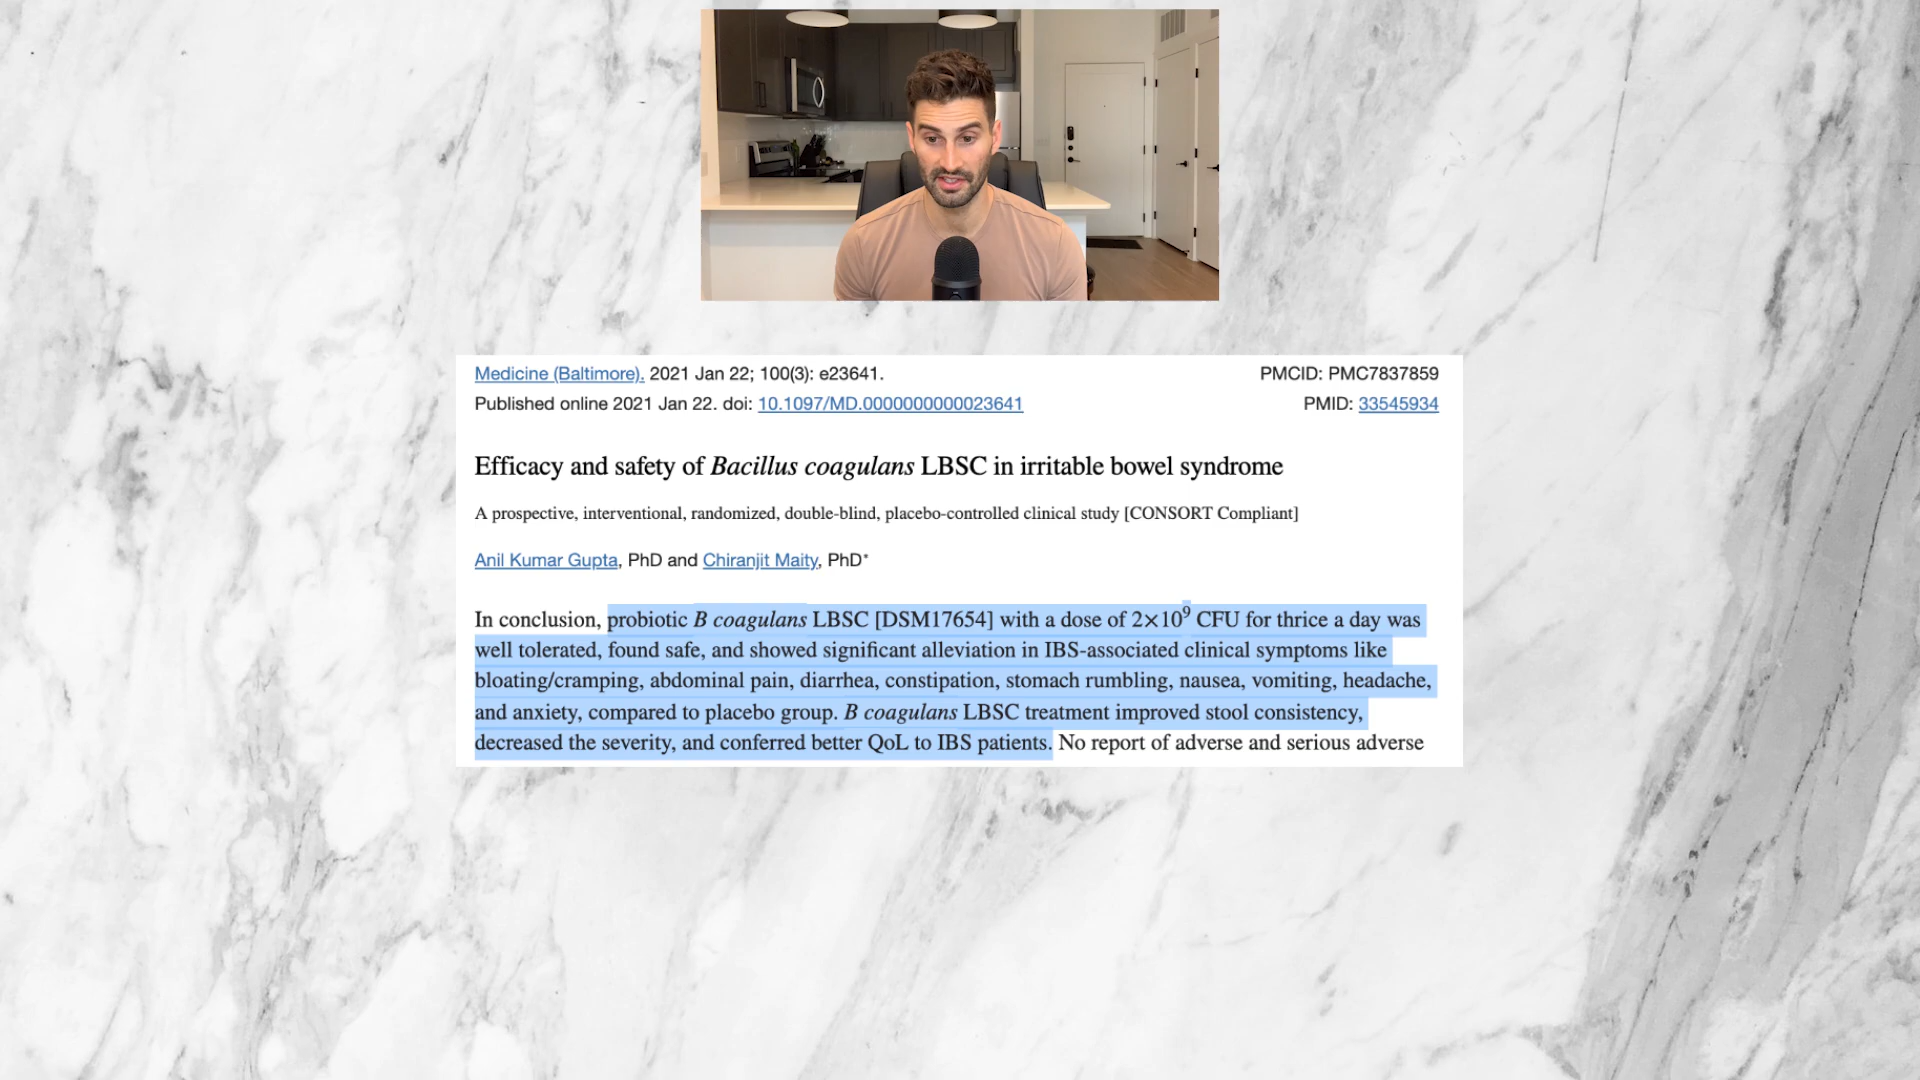 Medicine (Baltimore). 2021 Jan 22; 100(3): e23641. PMCID: PMC7837859
Published online 2021 Jan 22. doi: 10.1097/MD.0000000000023641 PMID: 33545934
Efficacy and safety of Bacillus coagulans LBSC in irritable bowel syndrome
A prospective, interventional, randomized, double-blind, placebo-controlled clinical study [CONSORT Compliant]
Anil Kumar Gupta, PhD and Chiranjit Maity, PhD*
In conclusion, probiotic B coagulans LBSC [DSM17654] with a dose of 2×10⁹ CFU for thrice a day was
well tolerated, found safe, and showed significant alleviation in IBS-associated clinical symptoms like
bloating/cramping, abdominal pain, diarrhea, constipation, stomach rumbling, nausea, vomiting, headache,
and anxiety, compared to placebo group. B coagulans LBSC treatment improved stool consistency,
decreased the severity, and conferred better QoL to IBS patients. No report of adverse and serious adverse